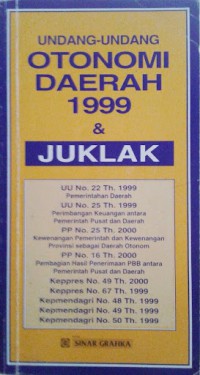 UNDANG-UNDANG
OTONOMI
DAERAH
1999
&
JUKLAK
UU No. 22 Th. 1999
Pemerintahan Daerah
UU No. 25 Th. 1999
Perimbangan Keuangan antara
Pemerintah Pusat dan Daerah
PP No. 25 Th. 2000
Kewenangan Pemerintah dan Kewenangan
Provinsi sebagai Daerah Otonom
PP No. 16 Th. 2000
Pembagian Hasil Penerimaan PBB antara
Pemerintah Pusat dan Daerah
Keppres No. 49 Th. 2000
Keppres No. 67 Th. 1999
Kepmendagri No. 48 Th. 1999
Kepmendagri No. 49 Th. 1999
Kepmendagri No. 50 Th. 1999
SINAR GRAFIKA